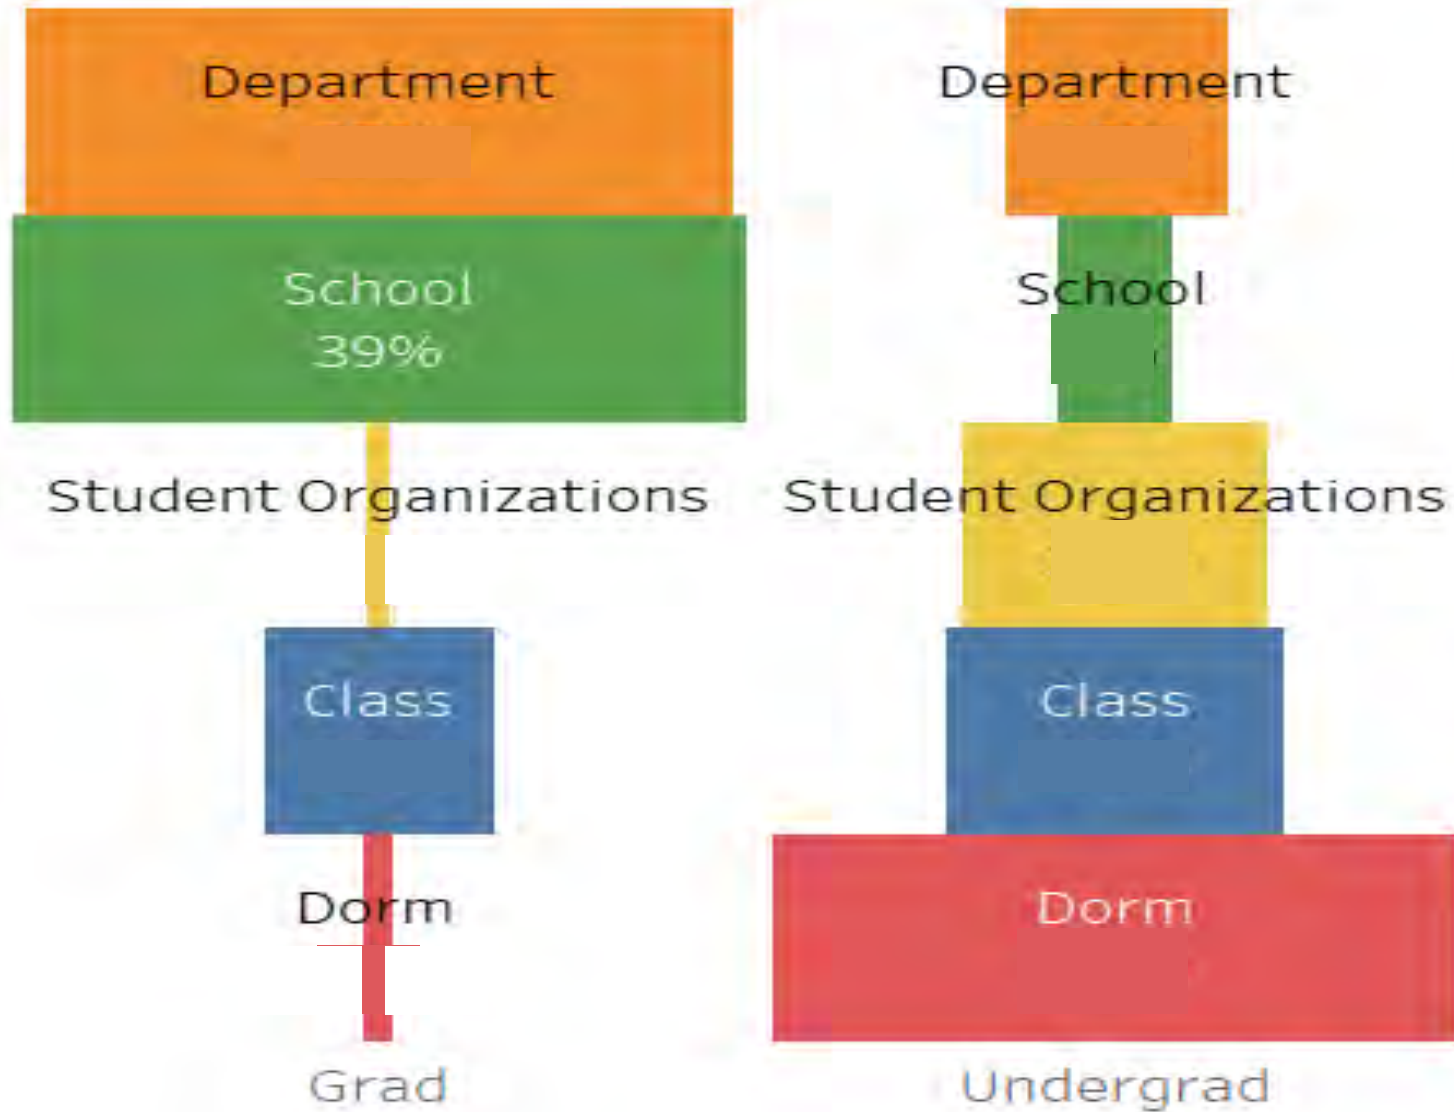 Department
School
39%
Student Organizations
Class
Dorm
Grad
Department
School
Student Organizations
Class
Dorm
Undergrad